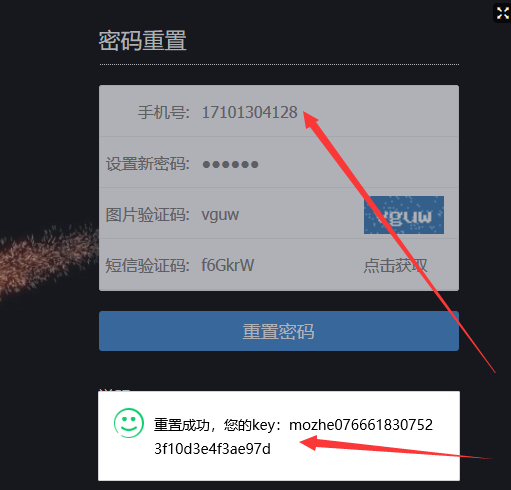 密码重置
手机号: 17101304128
设置新密码: ●●●●●●
图片验证码: vguw vguw
短信验证码: f6GkrW 点击获取
重置密码
重置成功，您的key：mozhe076661830752
3f10d3e4f3ae97d